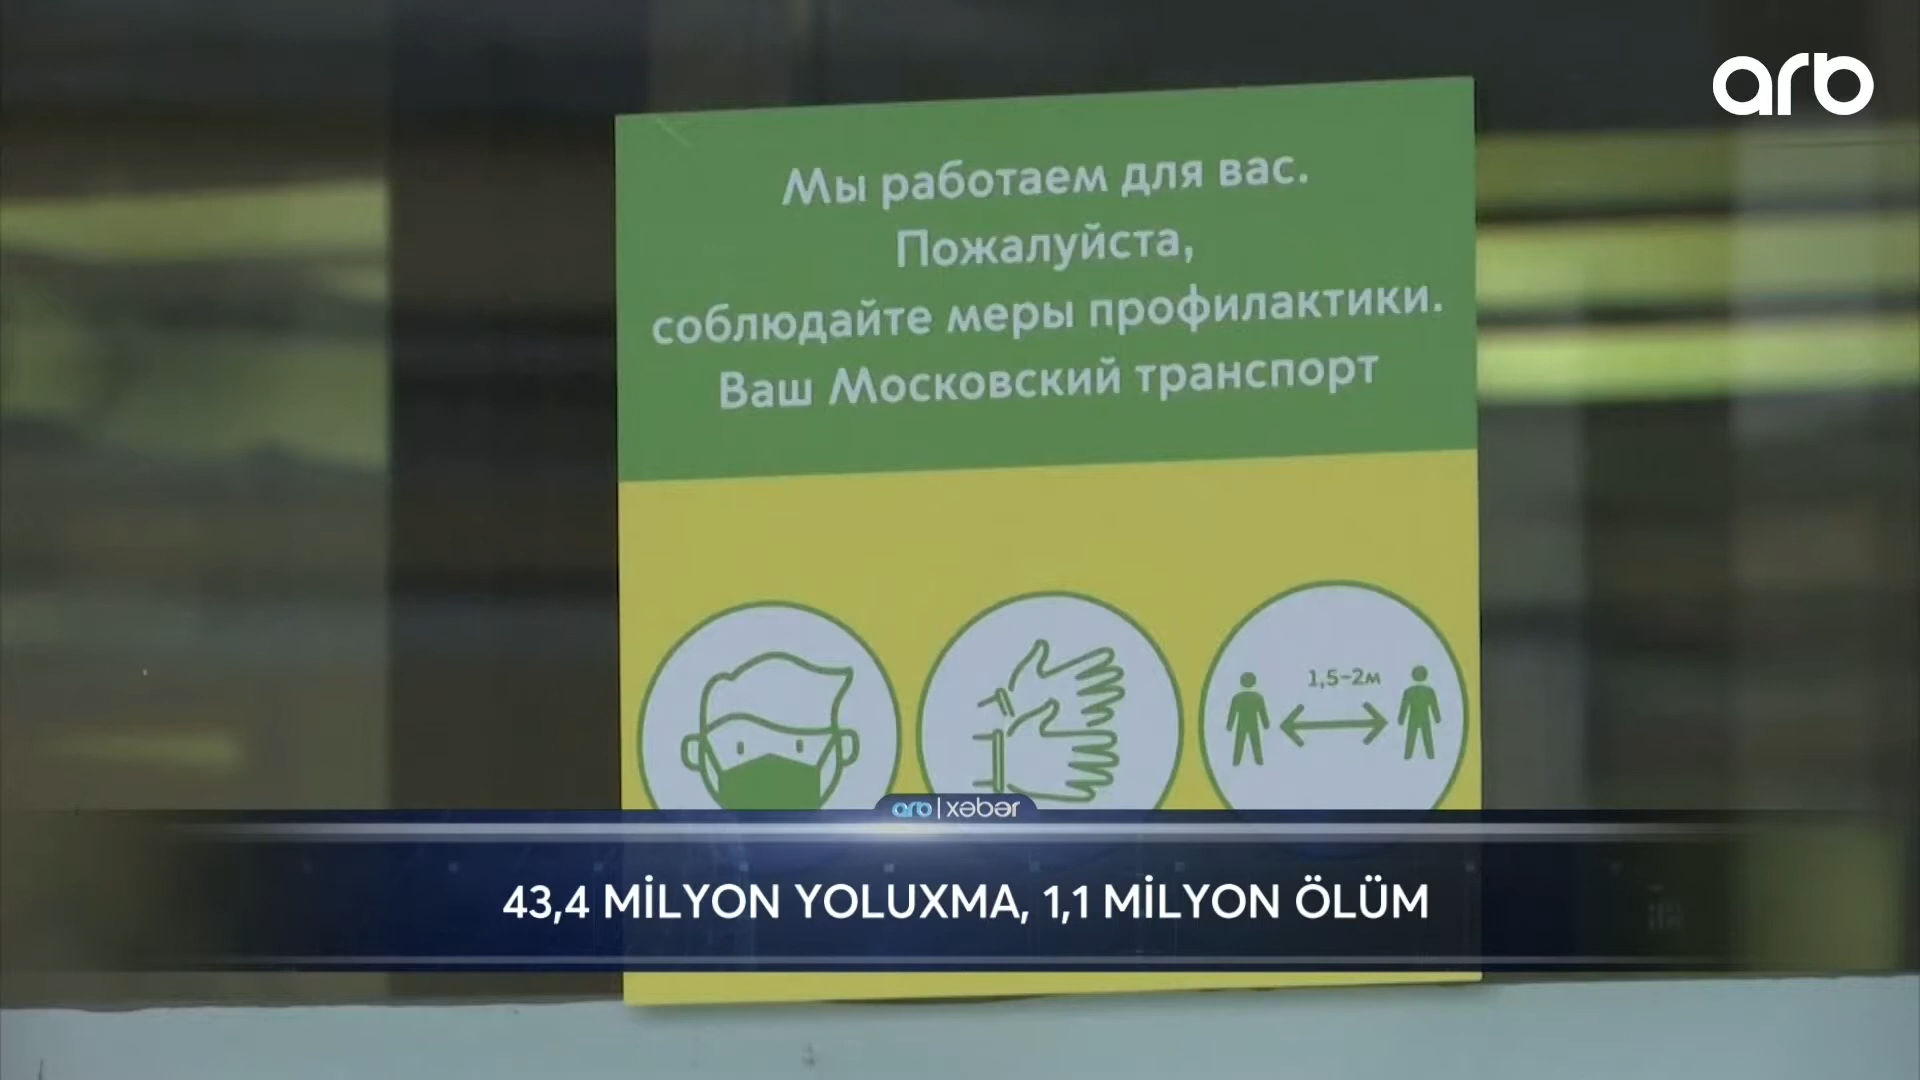 arb
Мы работаем для вас.
Пожалуйста,
соблюдайте меры профилактики.
Ваш Московский транспорт
1,5-2м
arb | xəbər
43,4 MİLYON YOLUXMA, 1,1 MİLYON ÖLÜM